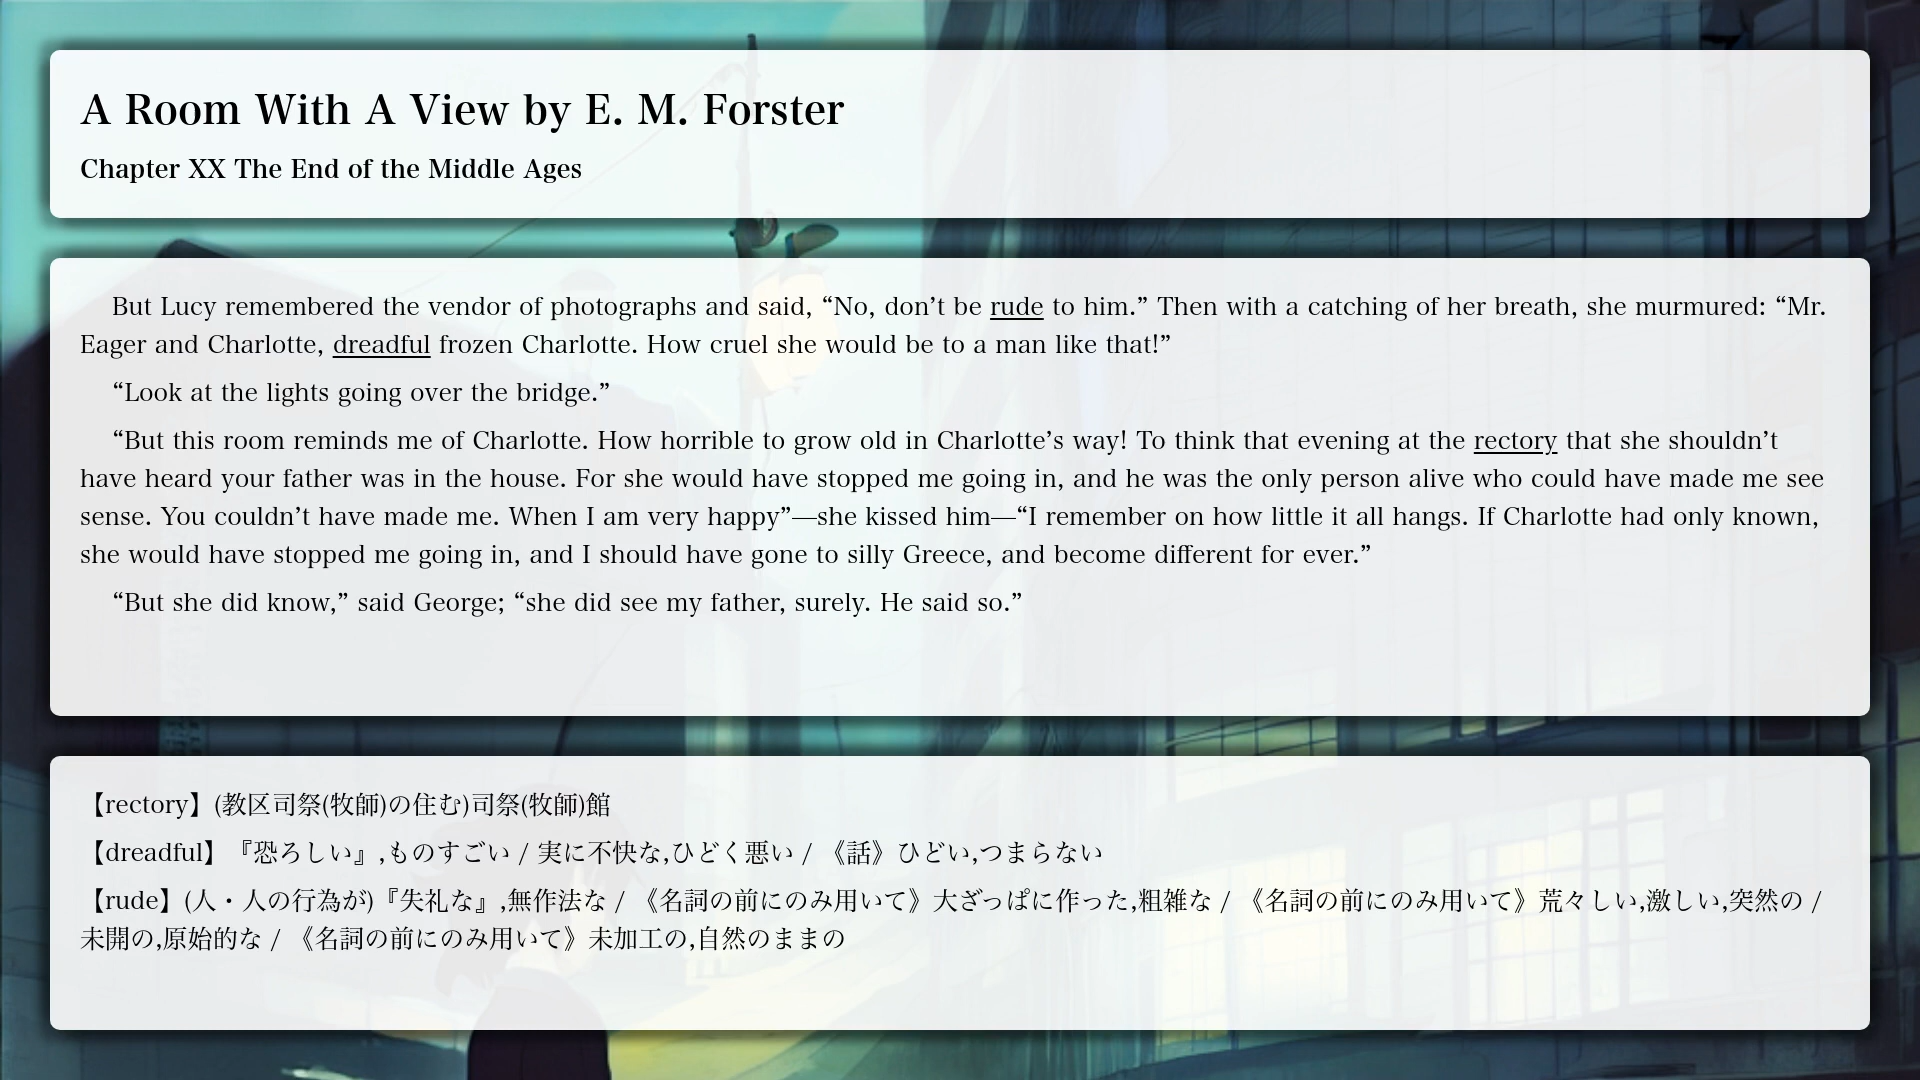 A Room With A View by E. M. Forster
Chapter XX The End of the Middle Ages
But Lucy remembered the vendor of photographs and said, “No, don’t be rude to him.” Then with a catching of her breath, she murmured: “Mr.
Eager and Charlotte, dreadful frozen Charlotte. How cruel she would be to a man like that!”
“Look at the lights going over the bridge.”
“But this room reminds me of Charlotte. How horrible to grow old in Charlotte’s way! To think that evening at the rectory that she shouldn’t
have heard your father was in the house. For she would have stopped me going in, and he was the only person alive who could have made me see
sense. You couldn’t have made me. When I am very happy”—she kissed him—“I remember on how little it all hangs. If Charlotte had only known,
she would have stopped me going in, and I should have gone to silly Greece, and become different for ever.”
“But she did know,” said George; “she did see my father, surely. He said so.”
【rectory】(教区司祭(牧師)の住む)司祭(牧師)館
【dreadful】『恐ろしい』,ものすごい / 実に不快な,ひどく悪い / 《話》ひどい,つまらない
【rude】(人・人の行為が)『失礼な』,無作法な / 《名詞の前にのみ用いて》大ざっぱに作った,粗雑な / 《名詞の前にのみ用いて》荒々しい,激しい,突然の /
未開の,原始的な / 《名詞の前にのみ用いて》未加工の,自然のままの